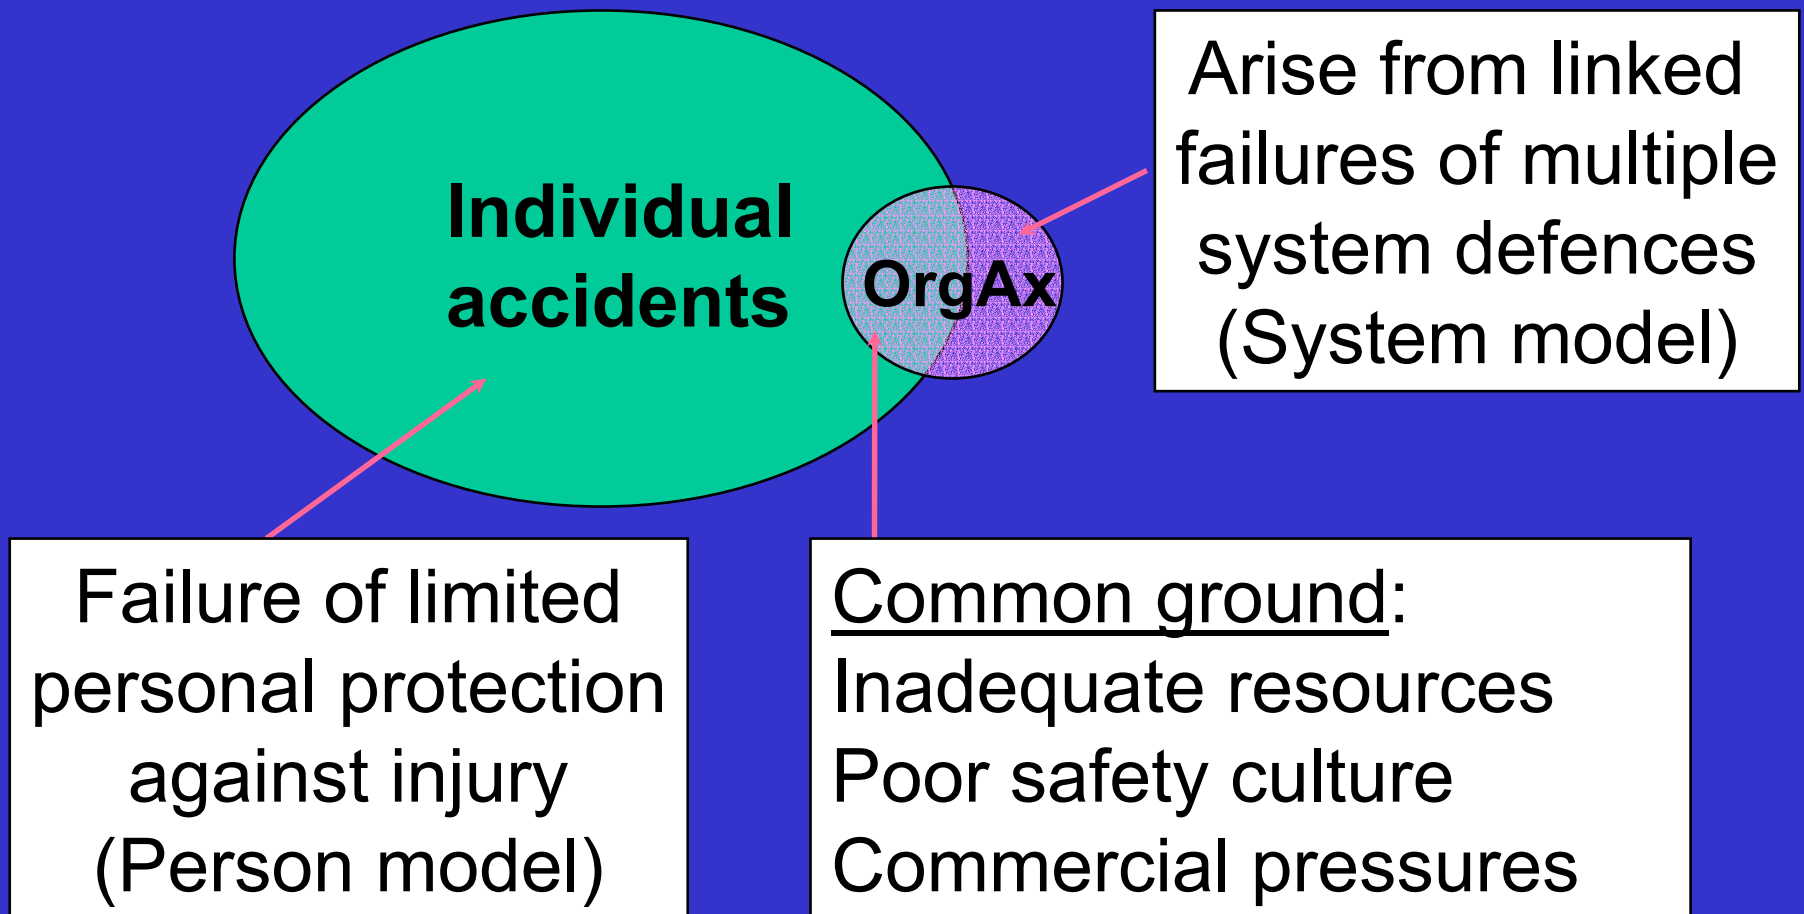 Individual
accidents
OrgAx
Arise from linked
failures of multiple
system defences
(System model)
Failure of limited
personal protection
against injury
(Person model)
Common ground:
Inadequate resources
Poor safety culture
Commercial pressures